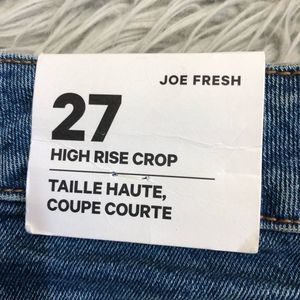 JOE FRESH
27
HIGH RISE CROP
TAILLE HAUTE,
COUPE COURTE